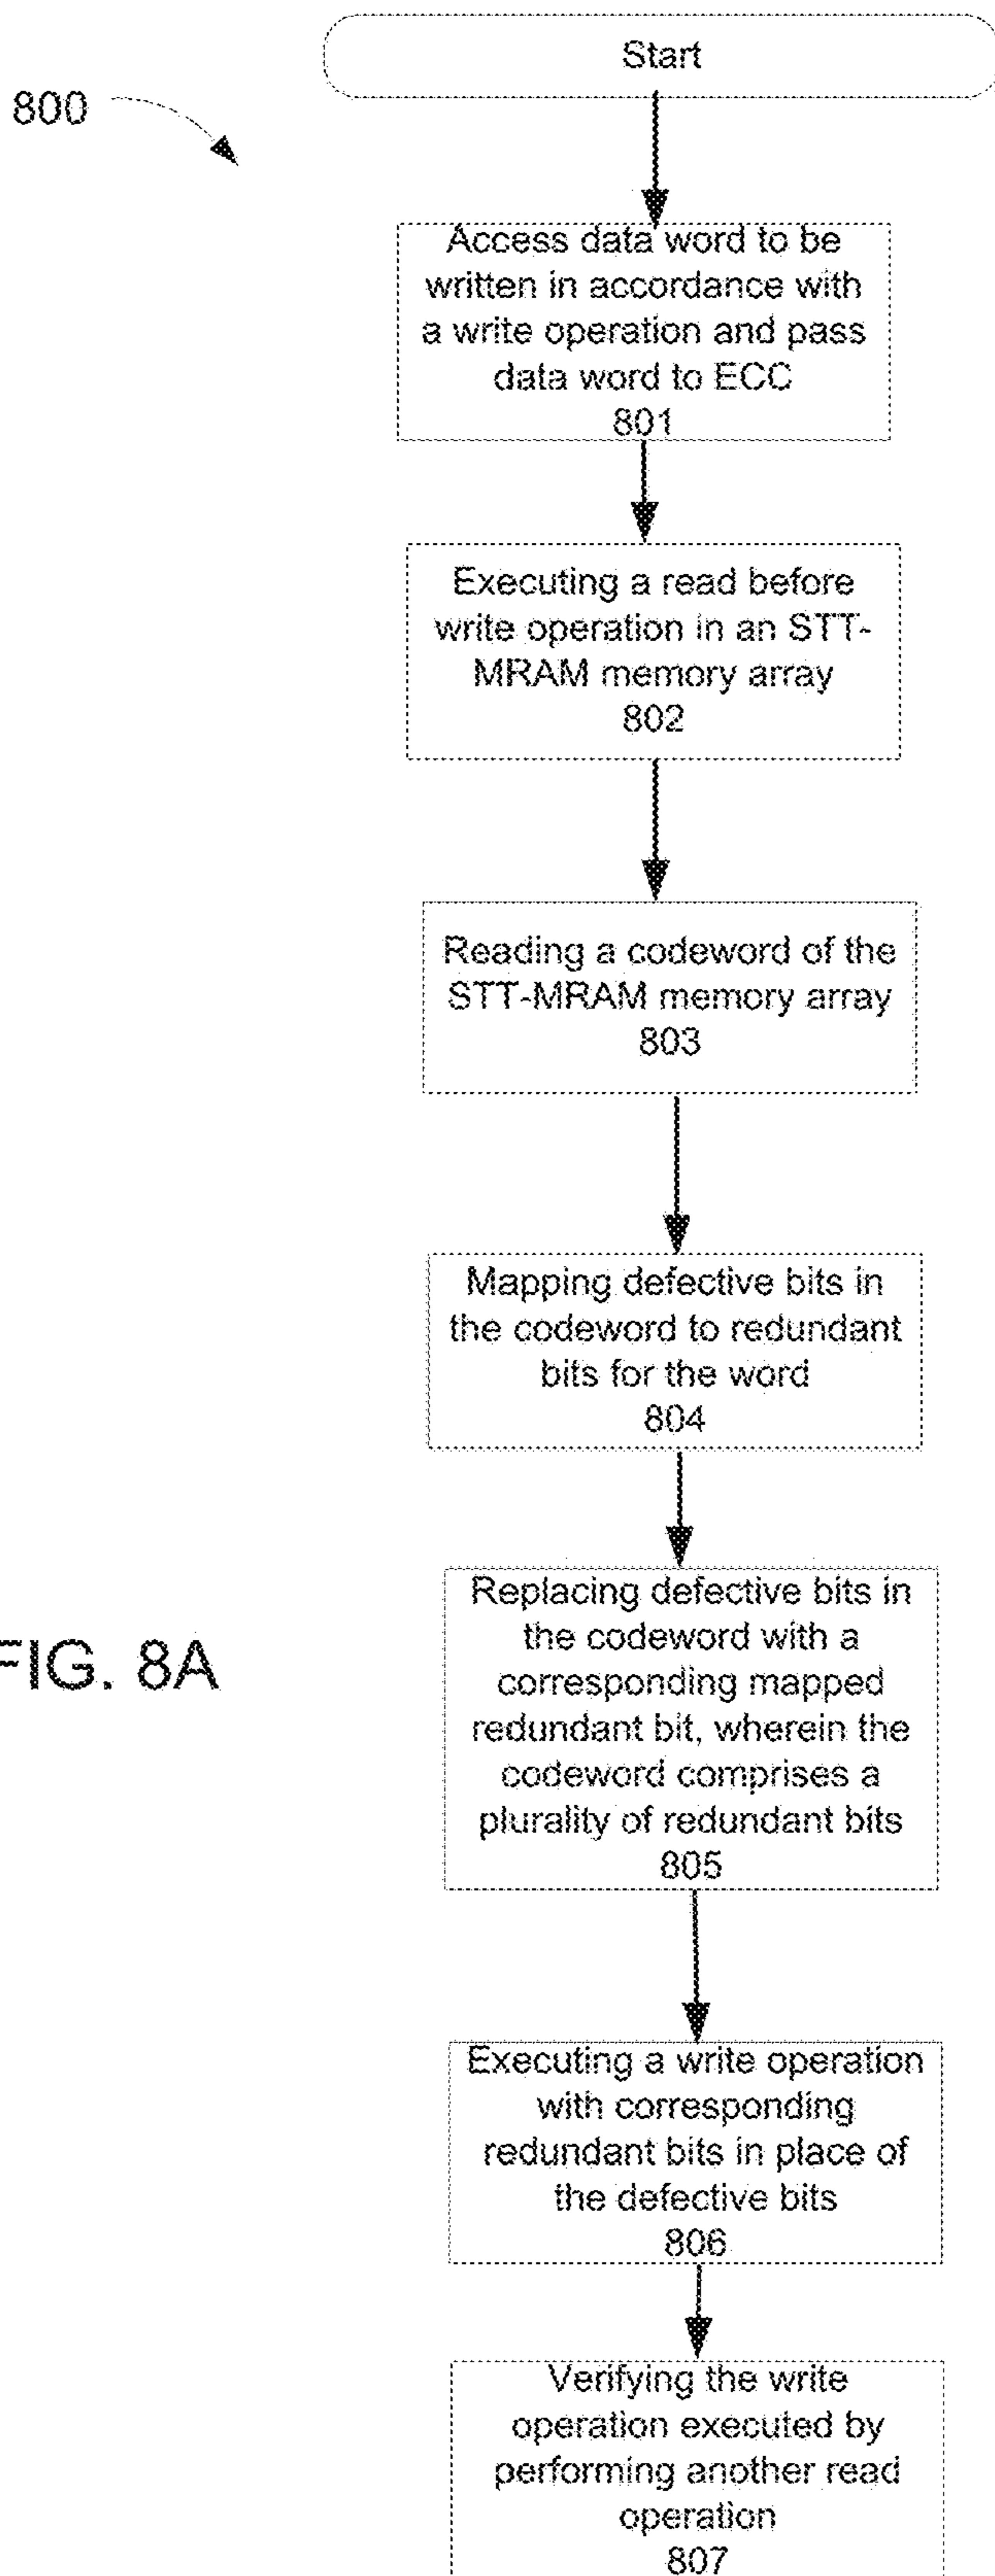 Start
800
Access data word to be
written in accordance with
a write operation and pass
data word to ECC
801
Executing a read before
write operation in an STT-
MRAM memory array
802
Reading a codeword of the
STT-MRAM memory array
803
Mapping defective bits in
the codeword to redundant
bits for the word
804
Replacing defective bits in
the codeword with a
corresponding mapped
redundant bit, wherein the
codeword comprises a
plurality of redundant bits
805
FIG. 8A
Executing a write operation
with corresponding
redundant bits in place of
the defective bits
806
Verifying the write
operation executed by
performing another read
operation
807